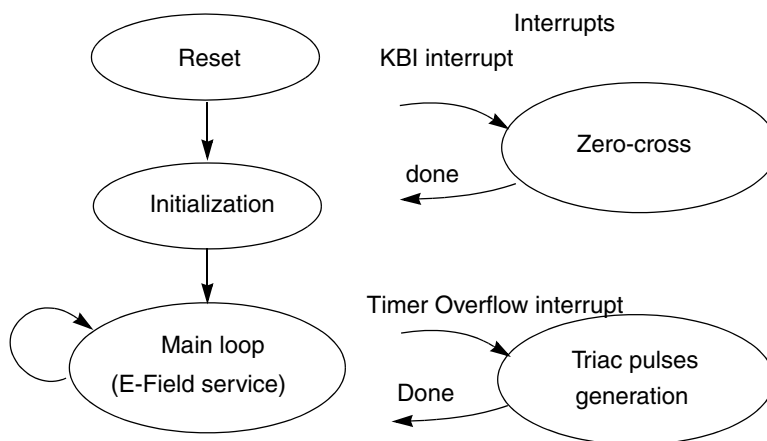 Reset
Initialization
Main loop
(E-Field service)
Interrupts
KBI interrupt
Zero-cross
done
Timer Overflow interrupt
Triac pulses
generation
Done